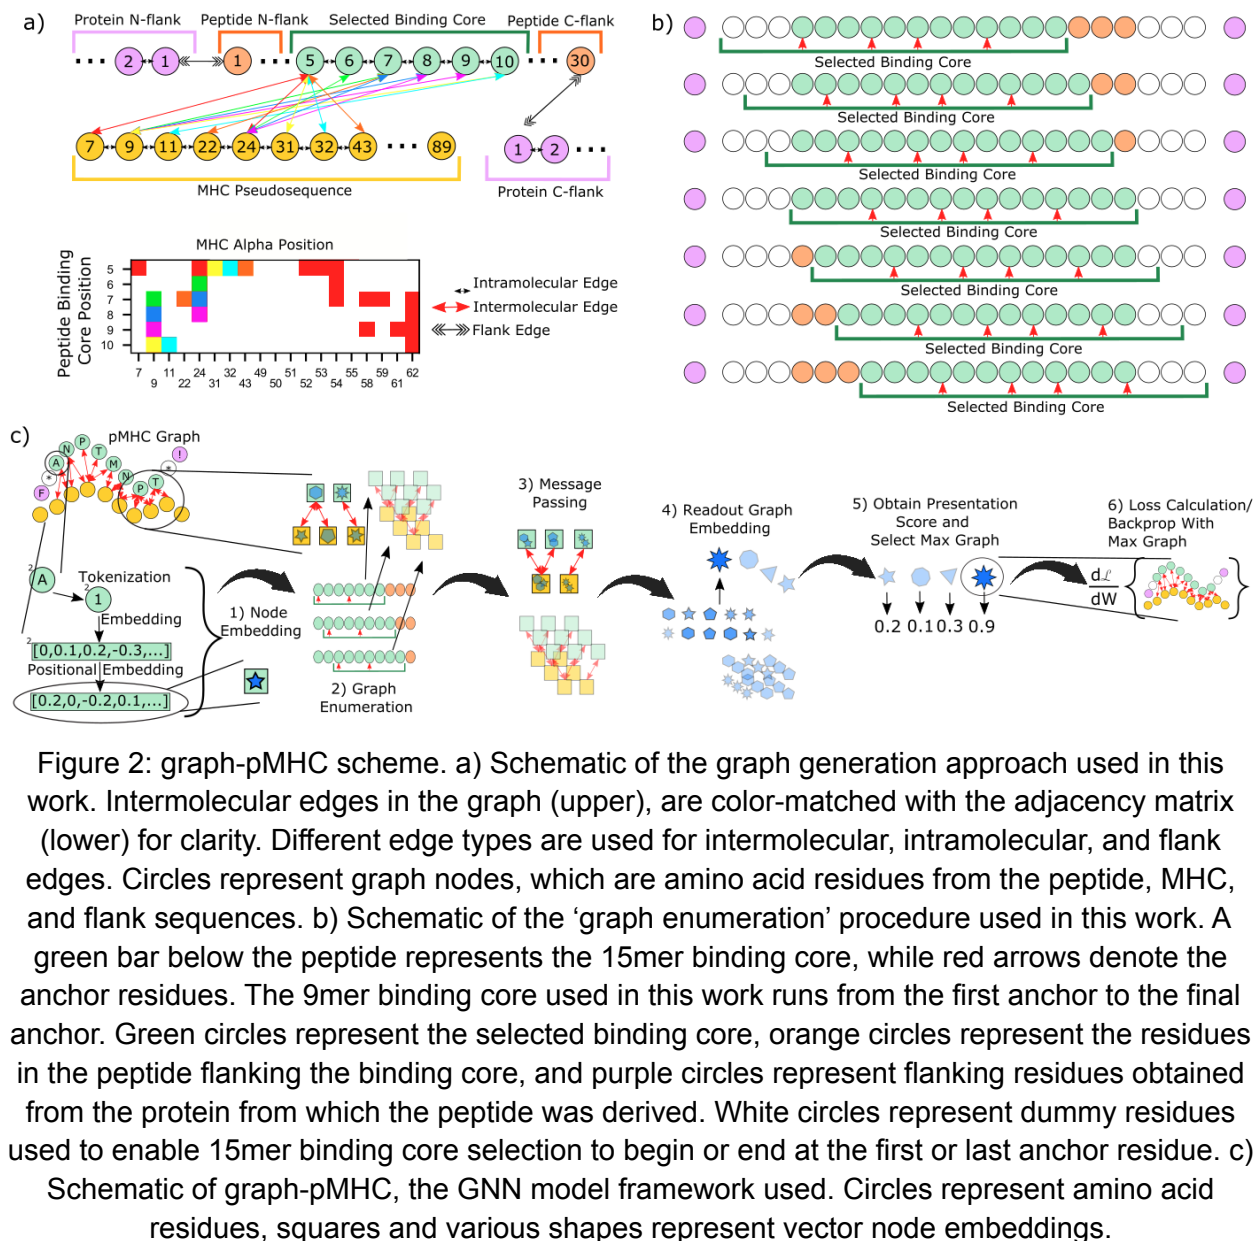 a)
Protein N-flank Peptide N-flank Selected Binding Core Peptide C-flank
2 1 1 5 6 7 8 9 10 30
7 9 11 22 24 31 32 43 89 1 2
MHC Pseudosequence
Protein C-flank
MHC Alpha Position
Peptide Binding
Core Position
5
6
7
8
9
10
7 11 24 32 49 51 53 55 59 62
9 22 31 43 50 52 54 58 61
Intramolecular Edge
Intermolecular Edge
Flank Edge
b)
Selected Binding Core
Selected Binding Core
Selected Binding Core
Selected Binding Core
Selected Binding Core
Selected Binding Core
Selected Binding Core
c)
pMHC Graph
F * A N P T M N P T * !
2 A
Tokenization
2 1
Embedding
2 [0,0.1,0.2,-0.3,...]
Positional Embedding
[0.2,0,-0.2,0.1,...]
1) Node
Embedding
2) Graph
Enumeration
3) Message
Passing
4) Readout Graph
Embedding
5) Obtain Presentation
Score and
Select Max Graph
0.2 0.1 0.3 0.9
6) Loss Calculation/
Backprop With
Max Graph
dℒ
dW
Figure 2: graph-pMHC scheme. a) Schematic of the graph generation approach used in this
work. Intermolecular edges in the graph (upper), are color-matched with the adjacency matrix
(lower) for clarity. Different edge types are used for intermolecular, intramolecular, and flank
edges. Circles represent graph nodes, which are amino acid residues from the peptide, MHC,
and flank sequences. b) Schematic of the ‘graph enumeration’ procedure used in this work. A
green bar below the peptide represents the 15mer binding core, while red arrows denote the
anchor residues. The 9mer binding core used in this work runs from the first anchor to the final
anchor. Green circles represent the selected binding core, orange circles represent the residues
in the peptide flanking the binding core, and purple circles represent flanking residues obtained
from the protein from which the peptide was derived. White circles represent dummy residues
used to enable 15mer binding core selection to begin or end at the first or last anchor residue. c)
Schematic of graph-pMHC, the GNN model framework used. Circles represent amino acid
residues, squares and various shapes represent vector node embeddings.